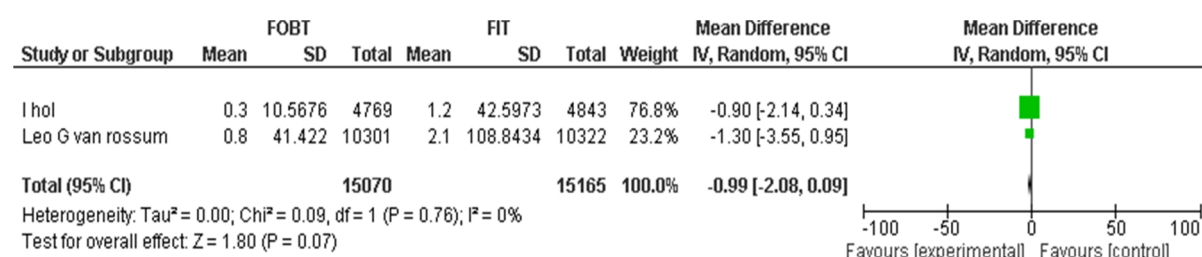 FOBT FIT Mean Difference Mean Difference
Study or Subgroup Mean SD Total Mean SD Total Weight IV, Random, 95% CI IV, Random, 95% CI
I hol 0.3 10.5676 4769 1.2 42.5973 4843 76.8% -0.90 [-2.14, 0.34]
Leo G van rossum 0.8 41.422 10301 2.1 108.8434 10322 23.2% -1.30 [-3.55, 0.95]
Total (95% CI) 15070 15165 100.0% -0.99 [-2.08, 0.09]
Heterogeneity: Tau² = 0.00; Chi² = 0.09, df = 1 (P = 0.76); I² = 0%
Test for overall effect: Z = 1.80 (P = 0.07)
-100 -50 0 50 100
Favours [experimental] Favours [control]